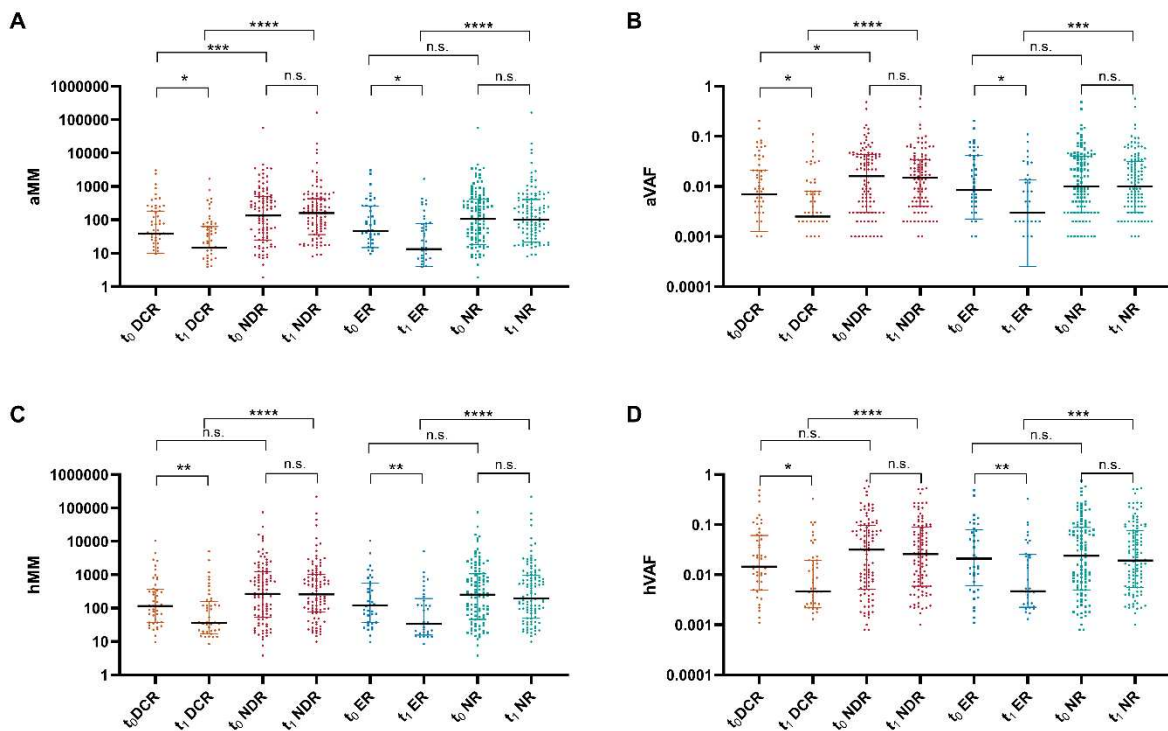 A
**** ****
*** n.s.
* n.s. * n.s.
1000000
100000
10000
1000
100
10
1
aMM
t₀ DCR t₁ DCR t₀ NDR t₁ NDR t₀ ER t₁ ER t₀ NR t₁ NR
B
**** ***
* n.s.
* n.s. * n.s.
1
0.1
0.01
0.001
0.0001
aVAF
t₀DCR t₁ DCR t₀ NDR t₁ NDR t₀ ER t₁ ER t₀ NR t₁ NR
C
**** ****
n.s. n.s.
** n.s. ** n.s.
1000000
100000
10000
1000
100
10
1
hMM
t₀DCR t₁ DCR t₀ NDR t₁ NDR t₀ ER t₁ ER t₀ NR t₁ NR
D
**** ***
n.s. n.s.
* n.s. ** n.s.
1
0.1
0.01
0.001
0.0001
hVAF
t₀DCR t₁ DCR t₀ NDR t₁ NDR t₀ ER t₁ ER t₀ NR t₁ NR